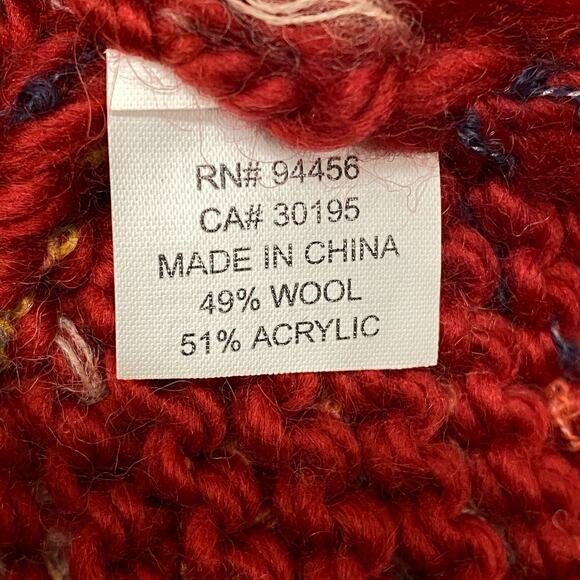 RN# 94456
CA# 30195
MADE IN CHINA
49% WOOL
51% ACRYLIC